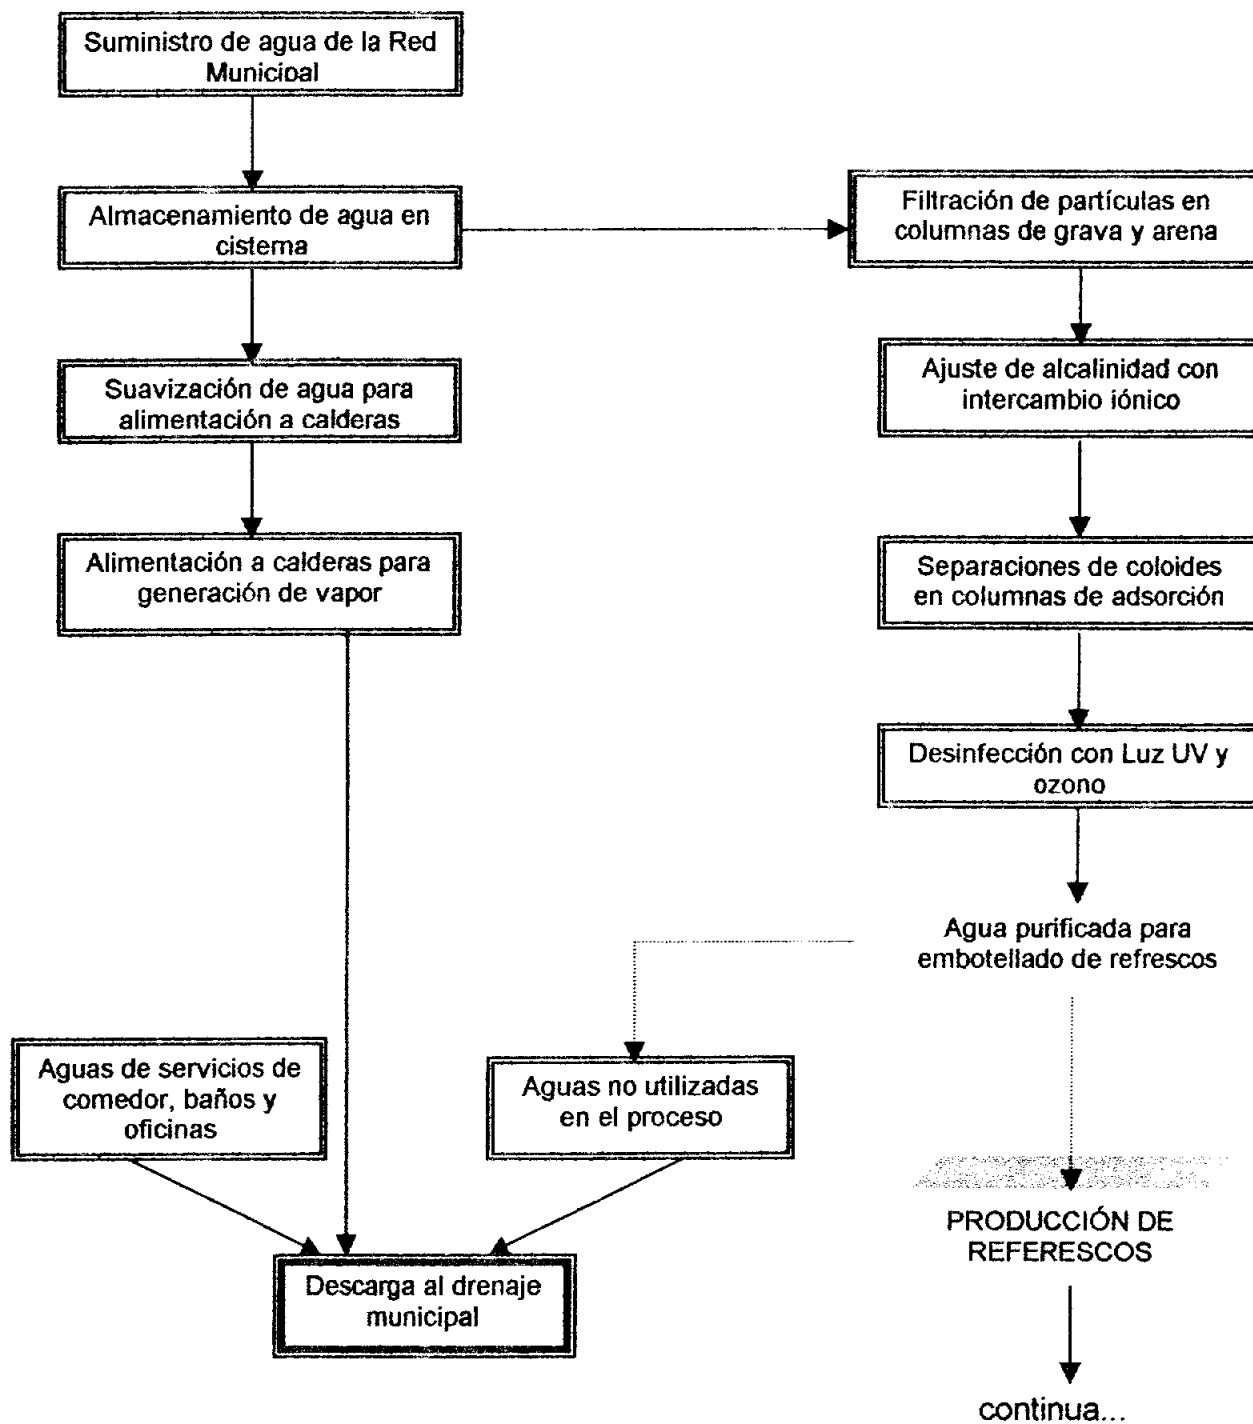 Suministro de agua de la Red
Municipal
Almacenamiento de agua en
cisterna
Filtración de partículas en
columnas de grava y arena
Suavización de agua para
alimentación a calderas
Ajuste de alcalinidad con
intercambio iónico
Alimentación a calderas para
generación de vapor
Separaciones de coloides
en columnas de adsorción
Desinfección con Luz UV y
ozono
Agua purificada para
embotellado de refrescos
Aguas de servicios de
comedor, baños y
oficinas
Aguas no utilizadas
en el proceso
PRODUCCIÓN DE
REFERESCOS
Descarga al drenaje
municipal
continua...